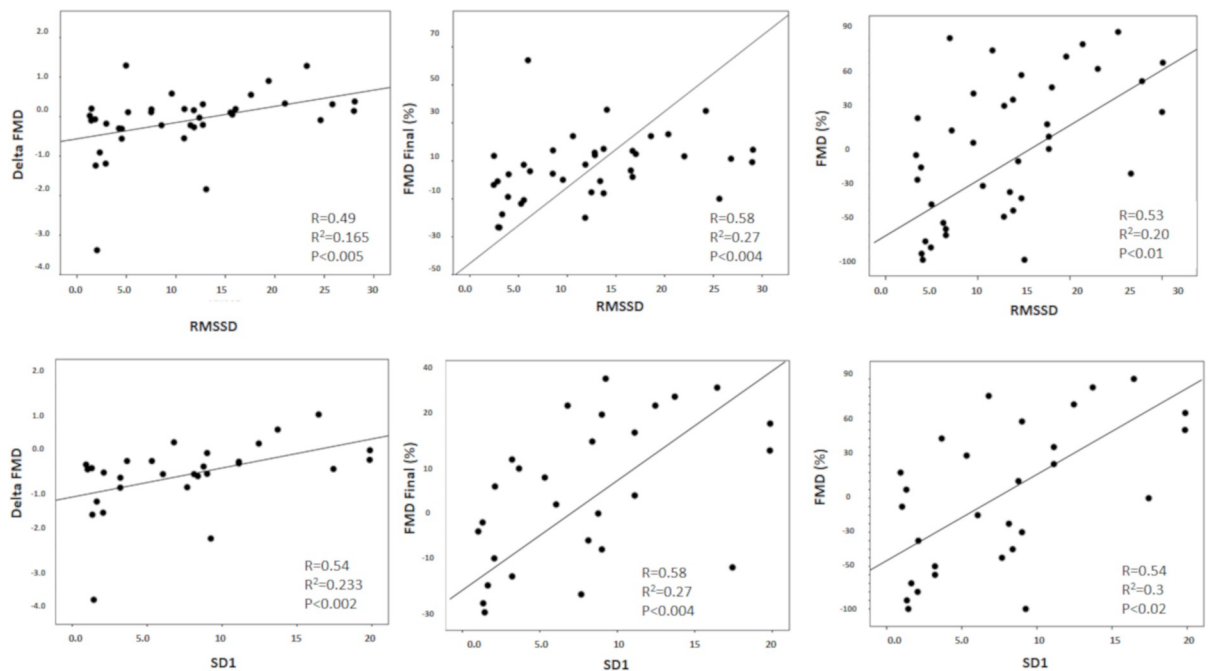 2.0
1.0
0.0
-1.0
-2.0
-3.0
-4.0
Delta FMD
R=0.49
R²=0.165
P<0.005
0.0 5.0 10 15 20 25 30
RMSSD
70
50
30
10
-10
-30
-50
FMD Final (%)
R=0.58
R²=0.27
P<0.004
0.0 5.0 10 15 20 25 30
RMSSD
90
60
30
0
-30
-50
-100
FMD (%)
R=0.53
R²=0.20
P<0.01
0.0 5.0 10 15 20 25 30
RMSSD
2.0
1.0
0.0
-1.0
-2.0
-3.0
-4.0
Delta FMD
R=0.54
R²=0.233
P<0.002
0.0 5.0 10 15 20
SD1
40
20
10
-10
-30
FMD Final (%)
R=0.58
R²=0.27
P<0.004
0.0 5.0 10 15 20
SD1
90
60
30
0
-30
-50
-100
FMD (%)
R=0.54
R²=0.3
P<0.02
0.0 5.0 10 15 20
SD1